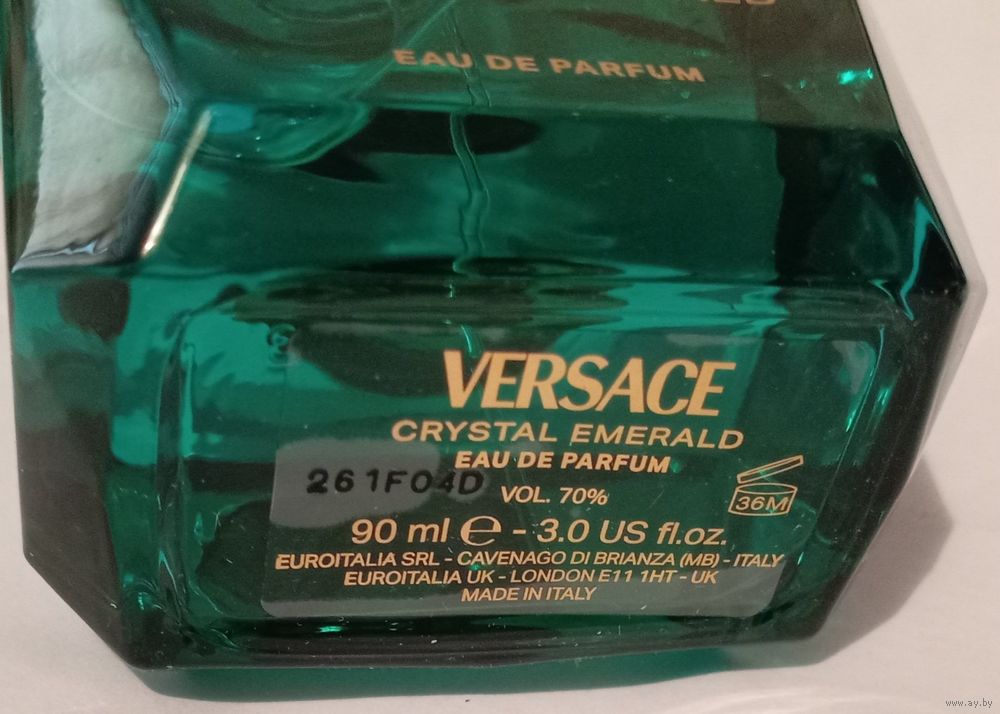 EAU DE PARFUM
VERSACE
CRYSTAL EMERALD
EAU DE PARFUM
261F04D
VOL. 70%
36M
90 ml ℮ - 3.0 US fl.oz.
EUROITALIA SRL - CAVENAGO DI BRIANZA (MB) - ITALY
EUROITALIA UK - LONDON E11 1HT - UK
MADE IN ITALY
www.ay.by